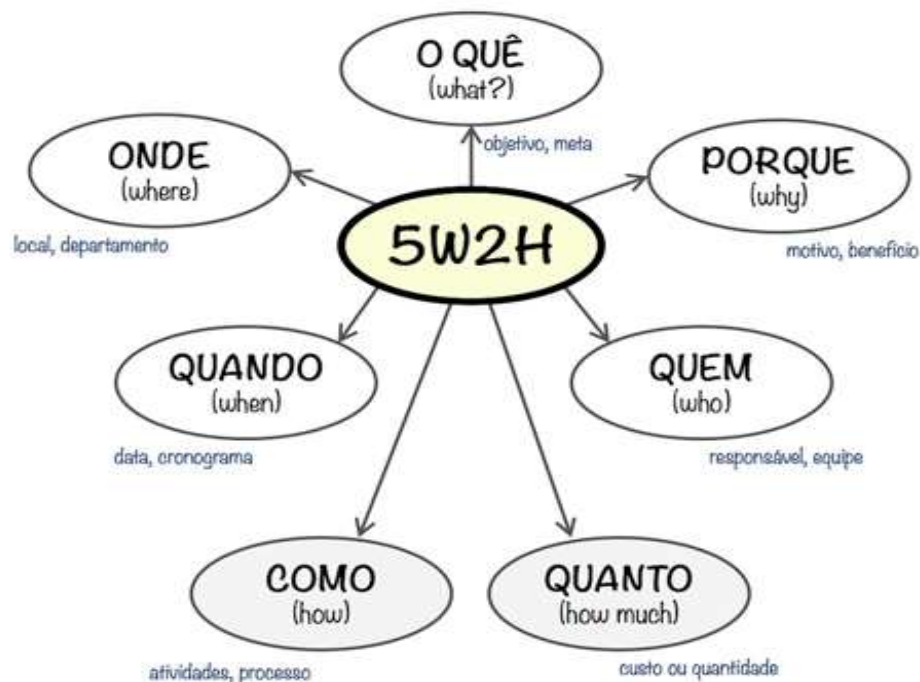 O QUÊ
(what?)
objetivo, meta
ONDE
(where)
local, departamento
PORQUE
(why)
motivo, benefício
5W2H
QUANDO
(when)
data, cronograma
QUEM
(who)
responsável, equipe
COMO
(how)
atividades, processo
QUANTO
(how much)
custo ou quantidade